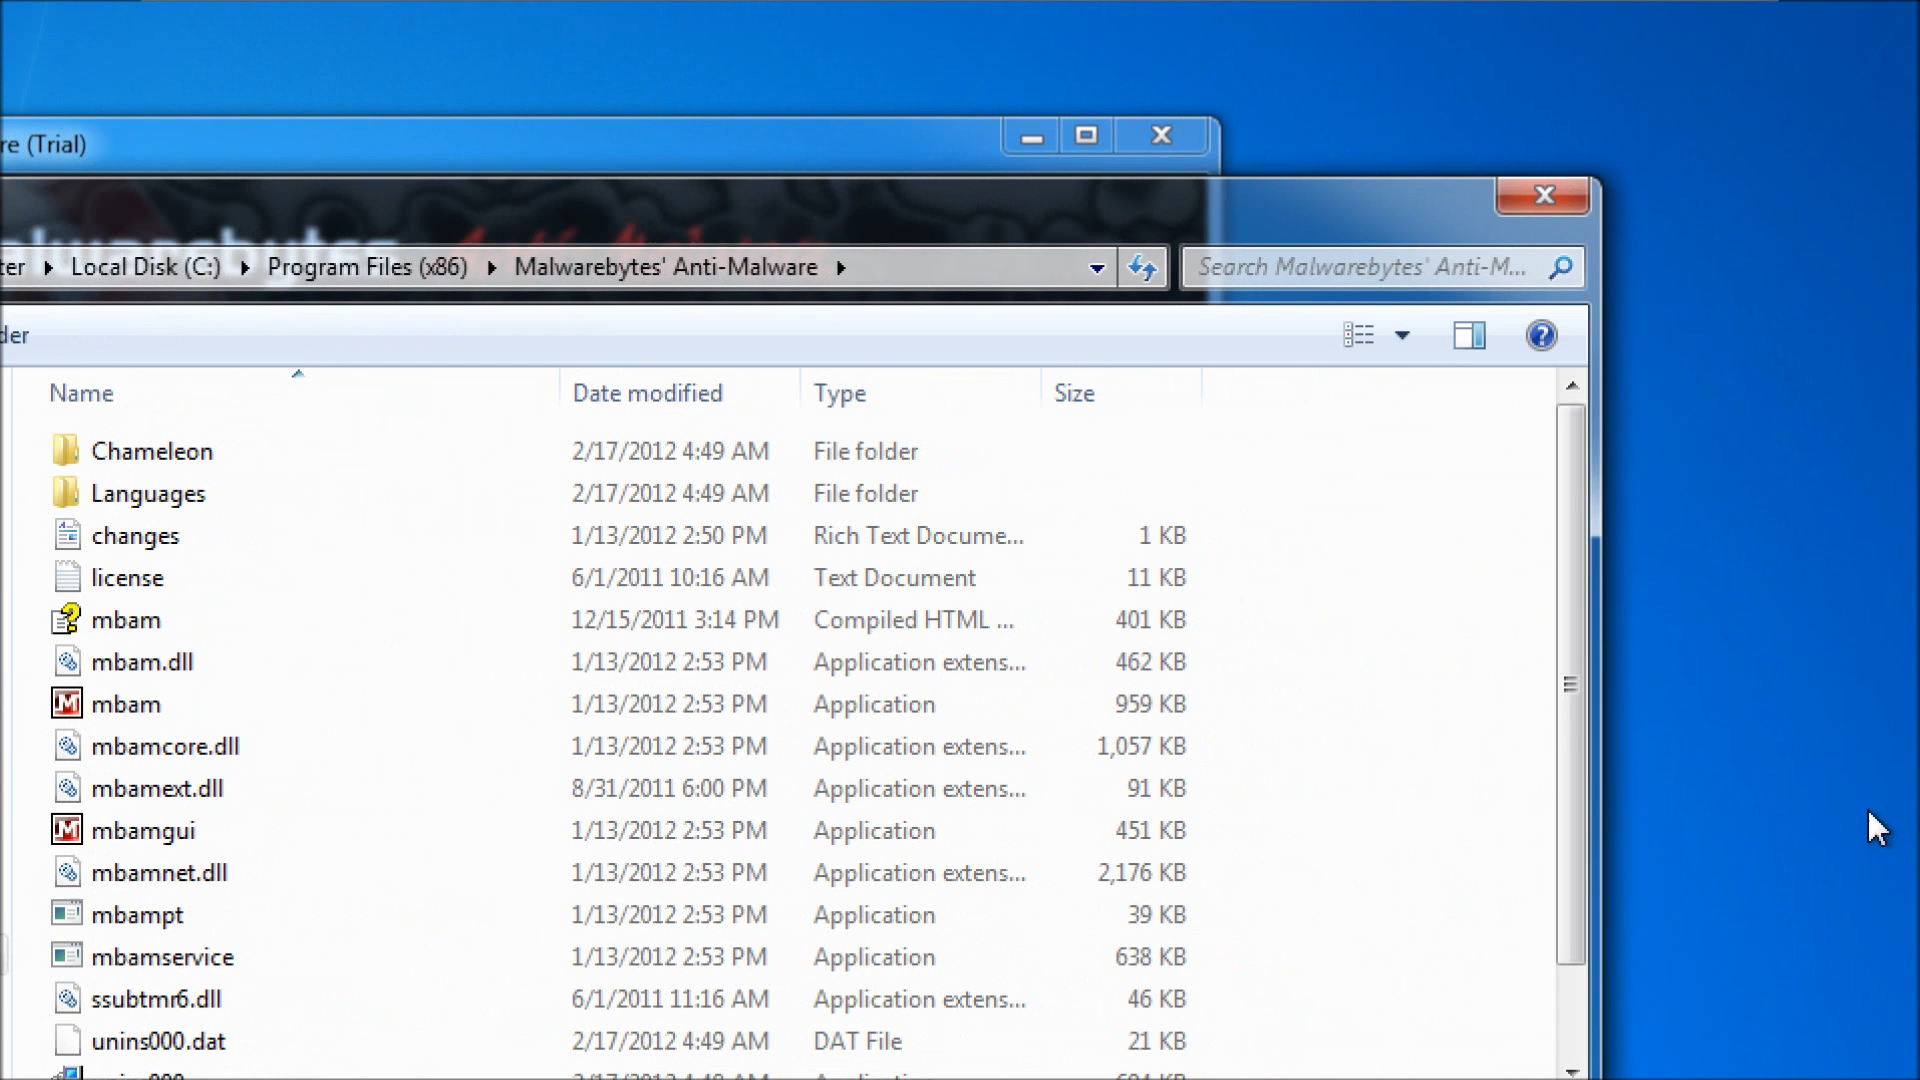 re (Trial)
ter Local Disk (C:) Program Files (x86) Malwarebytes' Anti-Malware Search Malwarebytes' Anti-M...
der
Name Date modified Type Size
Chameleon 2/17/2012 4:49 AM File folder
Languages 2/17/2012 4:49 AM File folder
changes 1/13/2012 2:50 PM Rich Text Docume... 1 KB
license 6/1/2011 10:16 AM Text Document 11 KB
mbam 12/15/2011 3:14 PM Compiled HTML ... 401 KB
mbam.dll 1/13/2012 2:53 PM Application extens... 462 KB
mbam 1/13/2012 2:53 PM Application 959 KB
mbamcore.dll 1/13/2012 2:53 PM Application extens... 1,057 KB
mbamext.dll 8/31/2011 6:00 PM Application extens... 91 KB
mbamgui 1/13/2012 2:53 PM Application 451 KB
mbamnet.dll 1/13/2012 2:53 PM Application extens... 2,176 KB
mbampt 1/13/2012 2:53 PM Application 39 KB
mbamservice 1/13/2012 2:53 PM Application 638 KB
ssubtmr6.dll 6/1/2011 11:16 AM Application extens... 46 KB
unins000.dat 2/17/2012 4:49 AM DAT File 21 KB